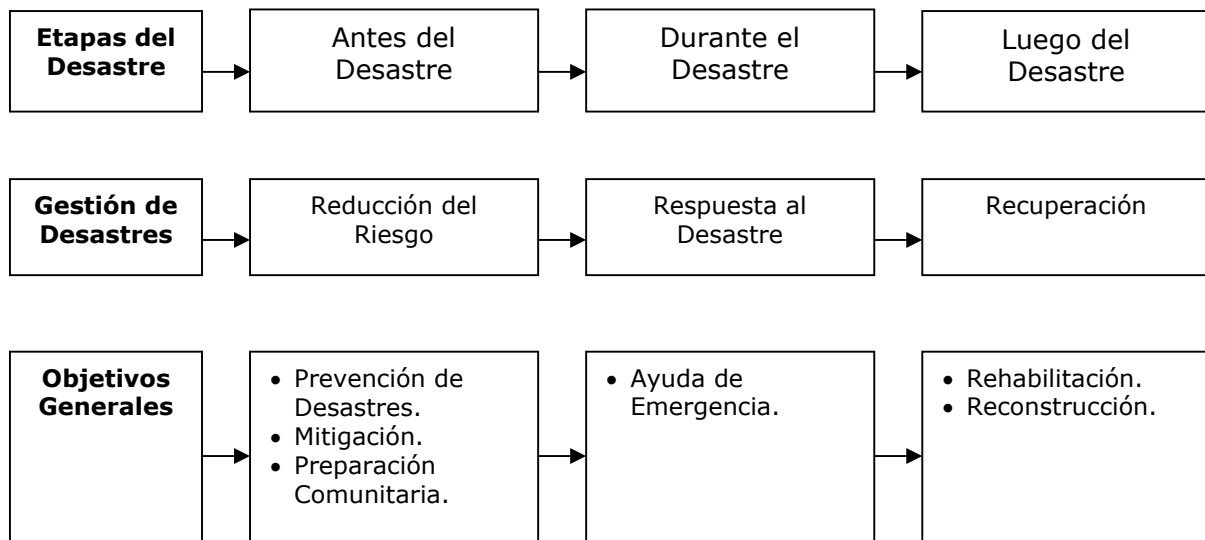 Etapas del
Desastre
Antes del
Desastre
Durante el
Desastre
Luego del
Desastre
Gestión de
Desastres
Reducción del
Riesgo
Respuesta al
Desastre
Recuperación
Objetivos
Generales
• Prevención de
Desastres.
• Mitigación.
• Preparación
Comunitaria.
• Ayuda de
Emergencia.
• Rehabilitación.
• Reconstrucción.